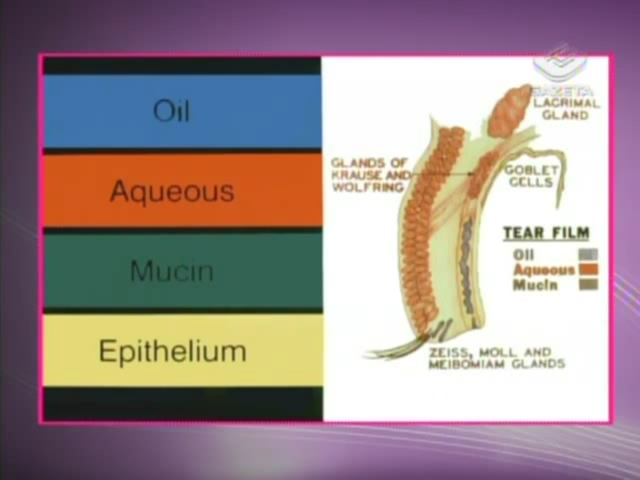 Oil
Aqueous
Mucin
Epithelium
GAZETA
LACRIMAL
GLAND
GLANDS OF
KRAUSE AND
WOLFRING
GOBLET
CELLS
TEAR FILM
Oil
Aqueous
Mucin
ZEISS, MOLL AND
MEIBOMIAM GLANDS